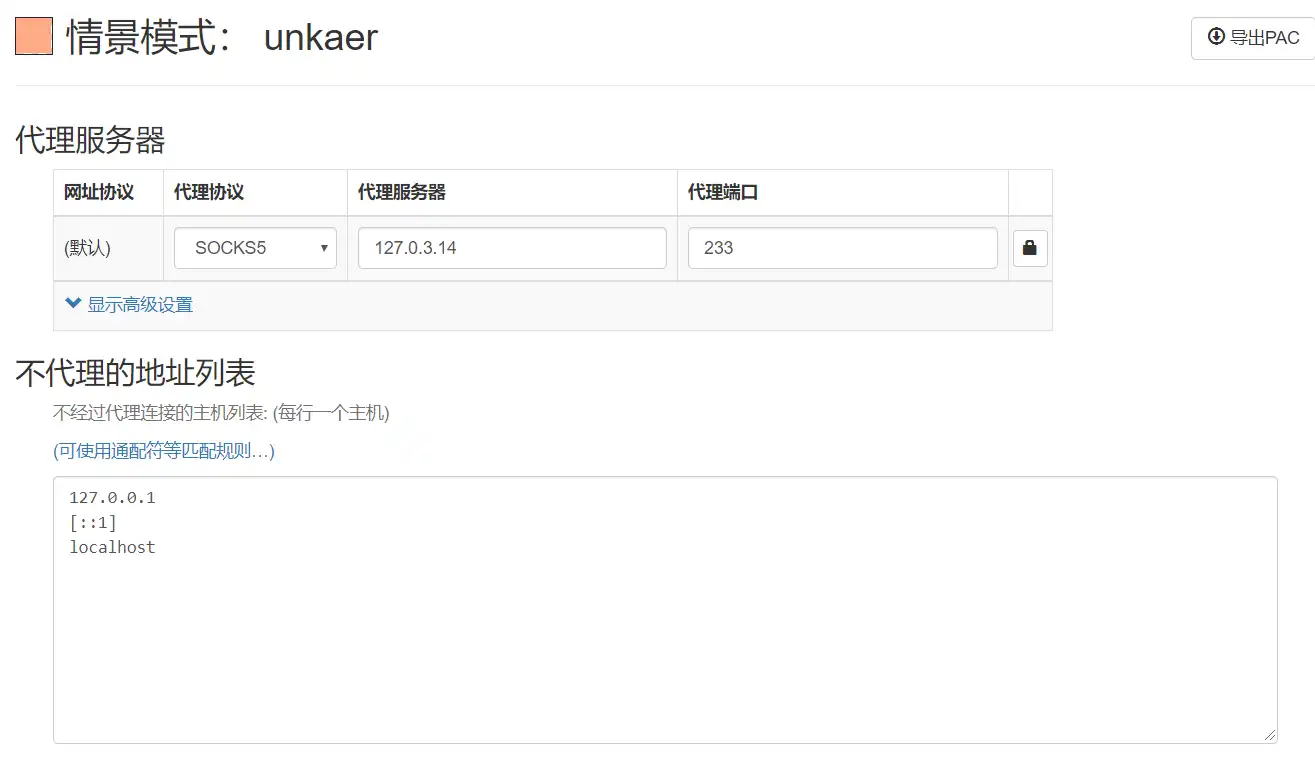 情景模式： unkaer
导出PAC
代理服务器
网址协议 代理协议 代理服务器 代理端口
(默认) SOCKS5 127.0.3.14 233
显示高级设置
不代理的地址列表
不经过代理连接的主机列表: (每行一个主机)
(可使用通配符等匹配规则…)
127.0.0.1
[::1]
localhost